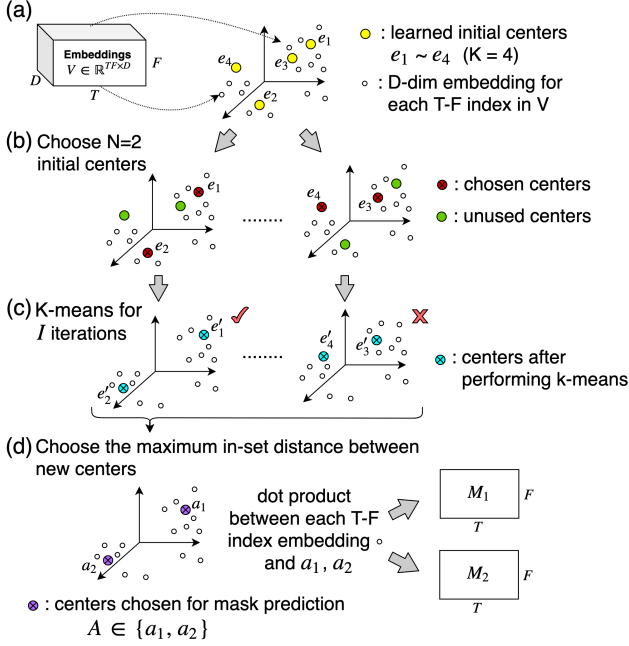 (a)
Embeddings
V ∈ ℝ^{TF×D}
D
T
F
e₄
e₃
e₁
e₂
: learned initial centers
e₁ ~ e₄ (K = 4)
: D-dim embedding for
each T-F index in V
(b) Choose N=2
initial centers
e₁
e₂
........
e₄
e₃
: chosen centers
: unused centers
(c) K-means for
I iterations
e′₁
e′₂
........
e′₄
e′₃
: centers after
performing k-means
(d) Choose the maximum in-set distance between
new centers
a₁
a₂
dot product
between each T-F
index embedding
and a₁, a₂
M₁
F
T
M₂
F
T
: centers chosen for mask prediction
A ∈ {a₁, a₂}